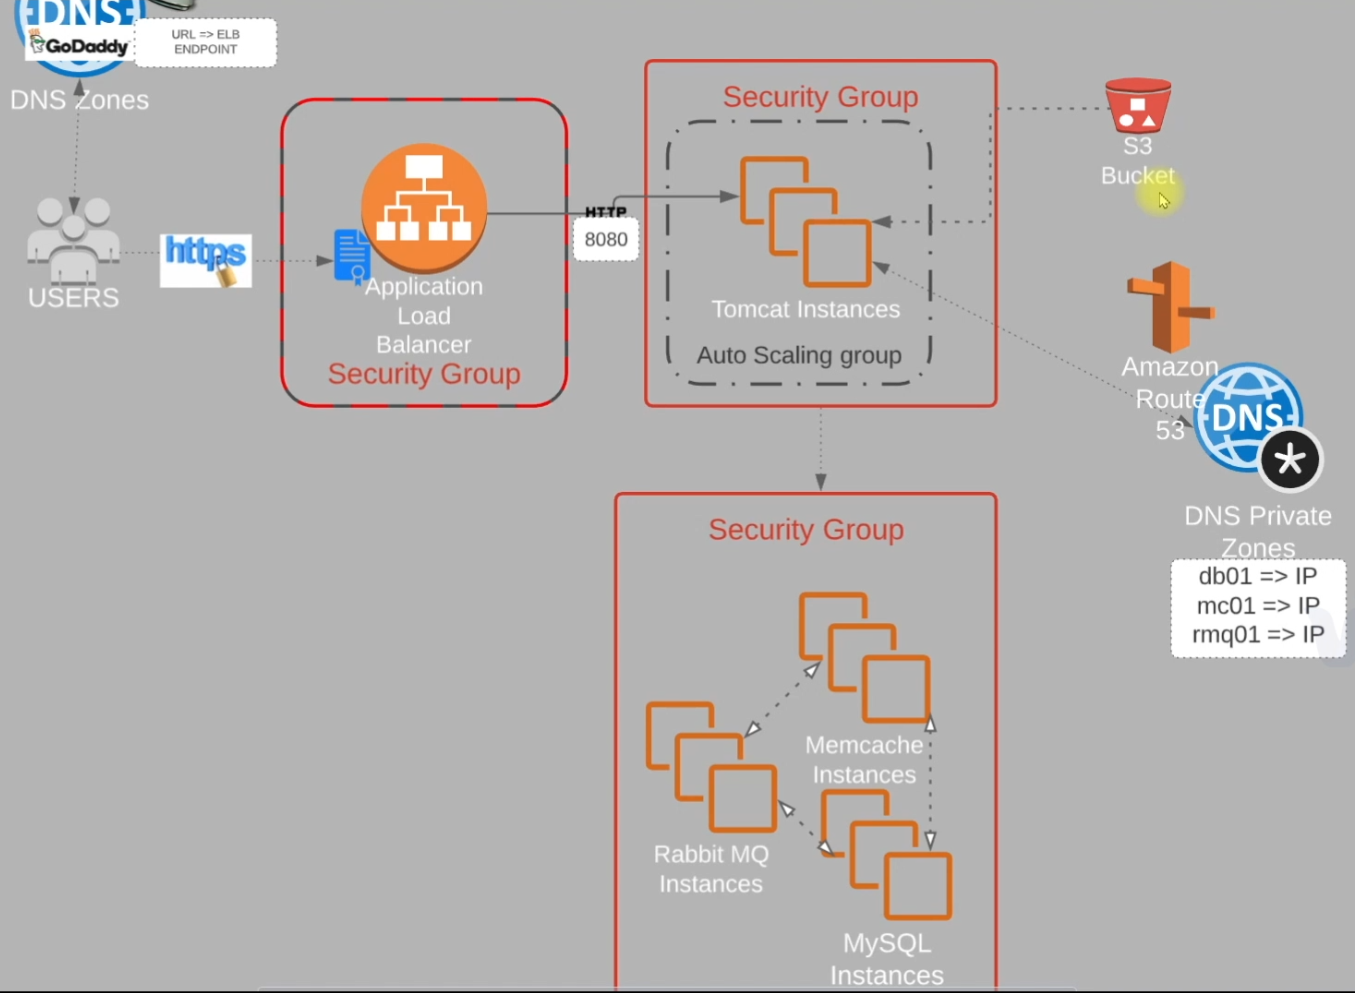 DNS
GoDaddy
URL => ELB
ENDPOINT
DNS Zones
https
USERS
Application
Load
Balancer
Security Group
HTTP
8080
Security Group
Tomcat Instances
Auto Scaling group
S3
Bucket
Amazon
Route
53
DNS
DNS Private
Zones
db01 => IP
mc01 => IP
rmq01 => IP
Security Group
Memcache
Instances
Rabbit MQ
Instances
MySQL
Instances